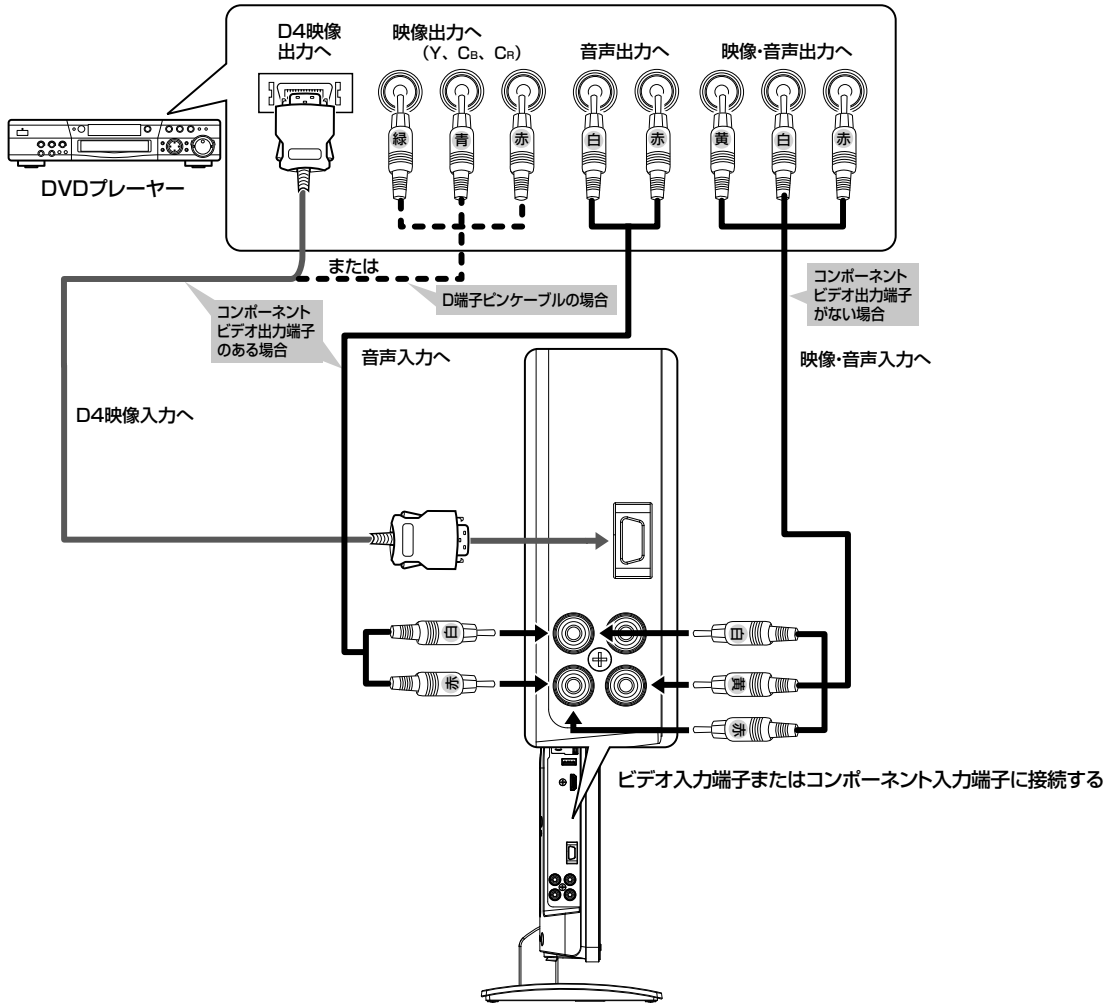 D4映像
出力へ
映像出力へ
(Y、CB、CR)
音声出力へ
映像・音声出力へ
緑
青
赤
白
赤
黄
白
赤
DVDプレーヤー
または
D端子ピンケーブルの場合
コンポーネント
ビデオ出力端子
のある場合
コンポーネント
ビデオ出力端子
がない場合
音声入力へ
映像・音声入力へ
D4映像入力へ
白
赤
白
黄
赤
ビデオ入力端子またはコンポーネント入力端子に接続する